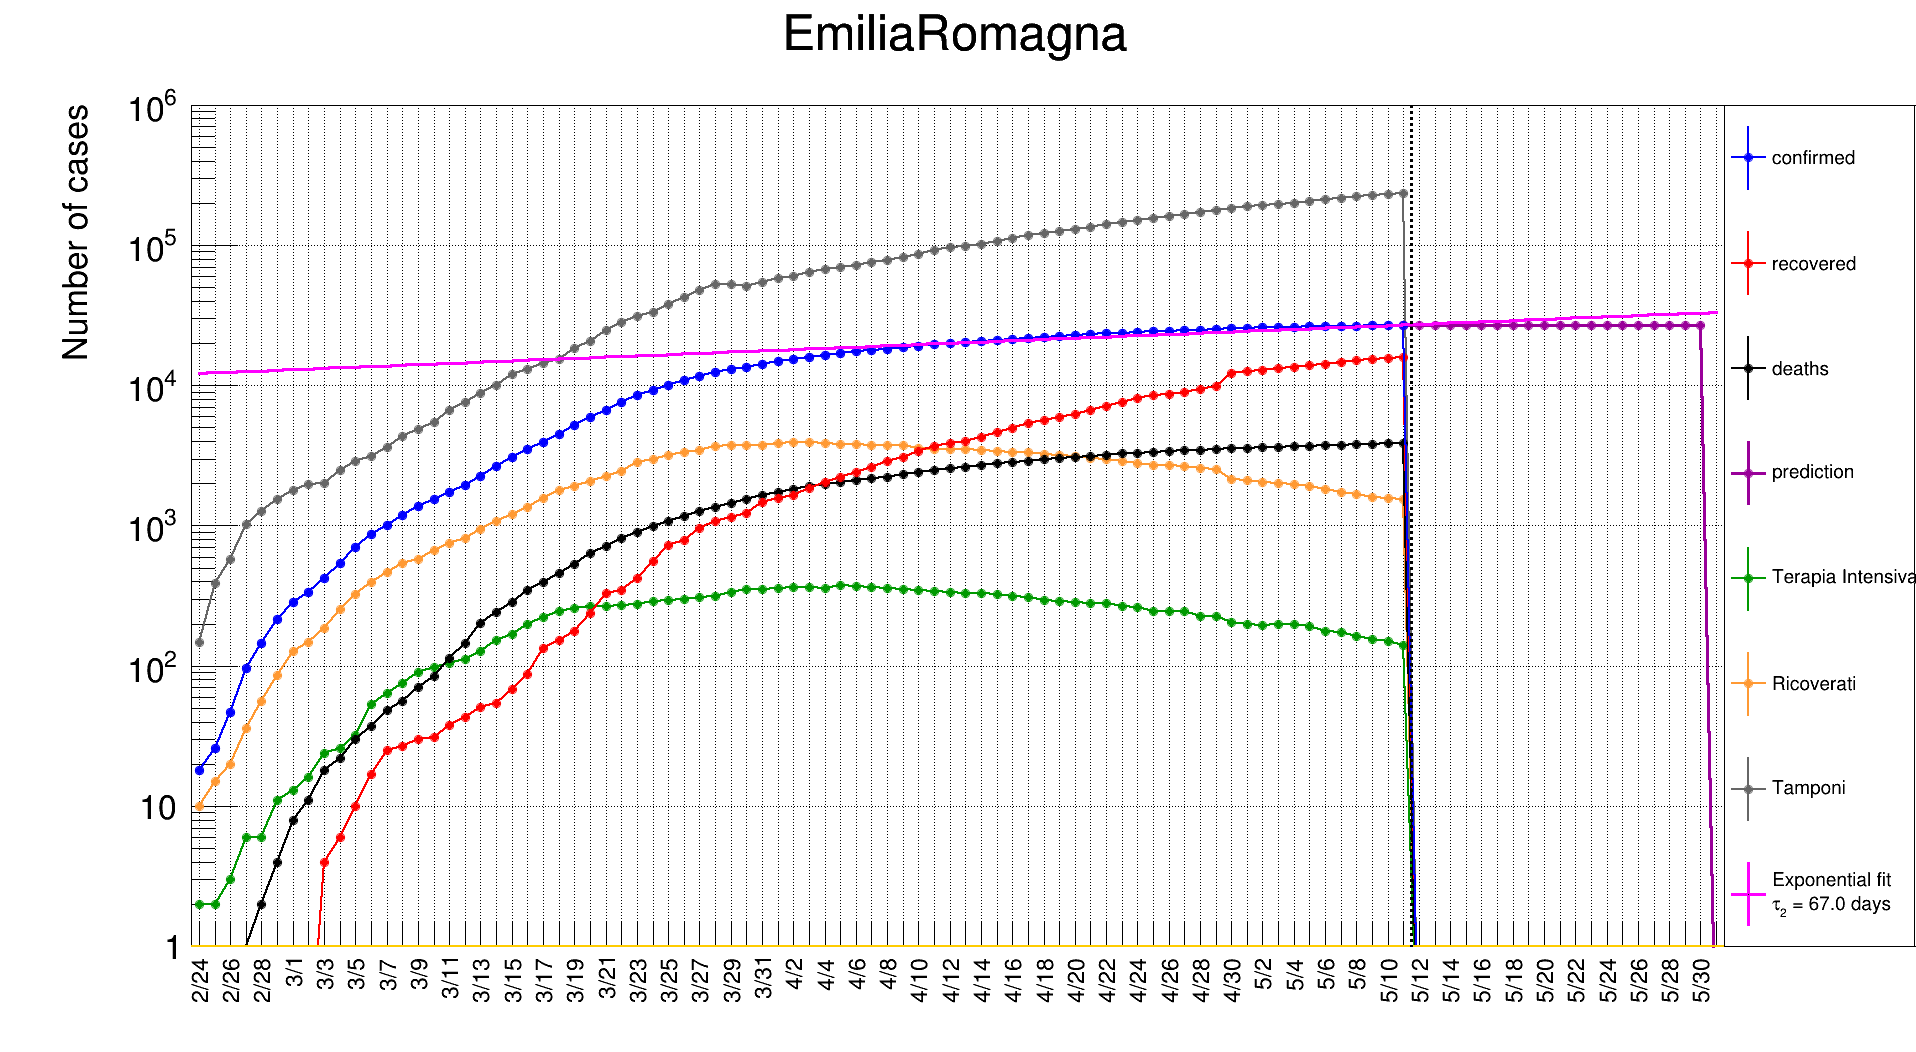 EmiliaRomagna
Number of cases
10^6
10^5
10^4
10^3
10^2
10
1
2/24 2/26 2/28 3/1 3/3 3/5 3/7 3/9 3/11 3/13 3/15 3/17 3/19 3/21 3/23 3/25 3/27 3/29 3/31 4/2 4/4 4/6 4/8 4/10 4/12 4/14 4/16 4/18 4/20 4/22 4/24 4/26 4/28 4/30 5/2 5/4 5/6 5/8 5/10 5/12 5/14 5/16 5/18 5/20 5/22 5/24 5/26 5/28 5/30
confirmed
recovered
deaths
prediction
Terapia Intensiva
Ricoverati
Tamponi
Exponential fit
τ_2 = 67.0 days